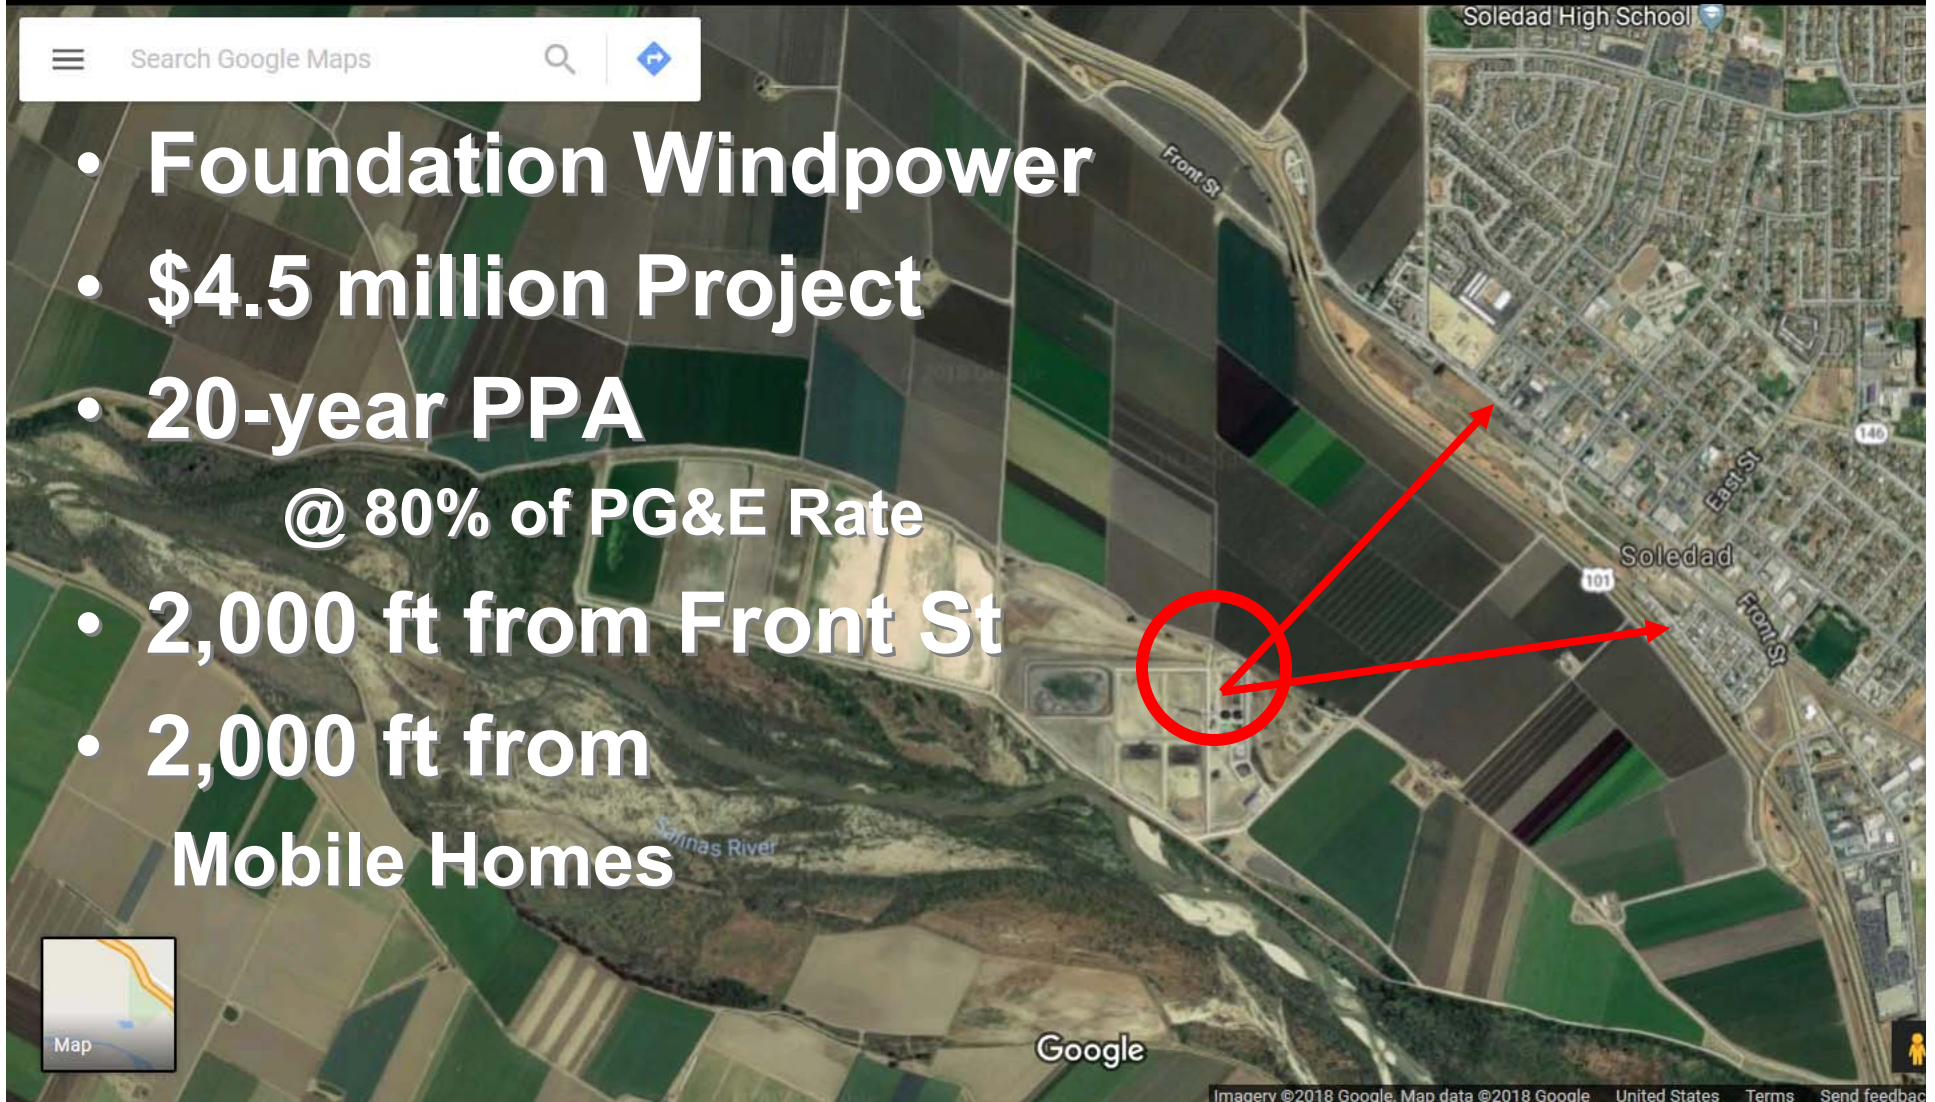 Soledad High School
Search Google Maps
Front St
• Foundation Windpower
• $4.5 million Project
• 20-year PPA
@ 80% of PG&E Rate
• 2,000 ft from Front St
• 2,000 ft from
Mobile Homes
146
East St
Soledad
101
Front St
Salinas River
Map
Google
Imagery ©2018 Google, Map data ©2018 Google United States Terms Send feedbac